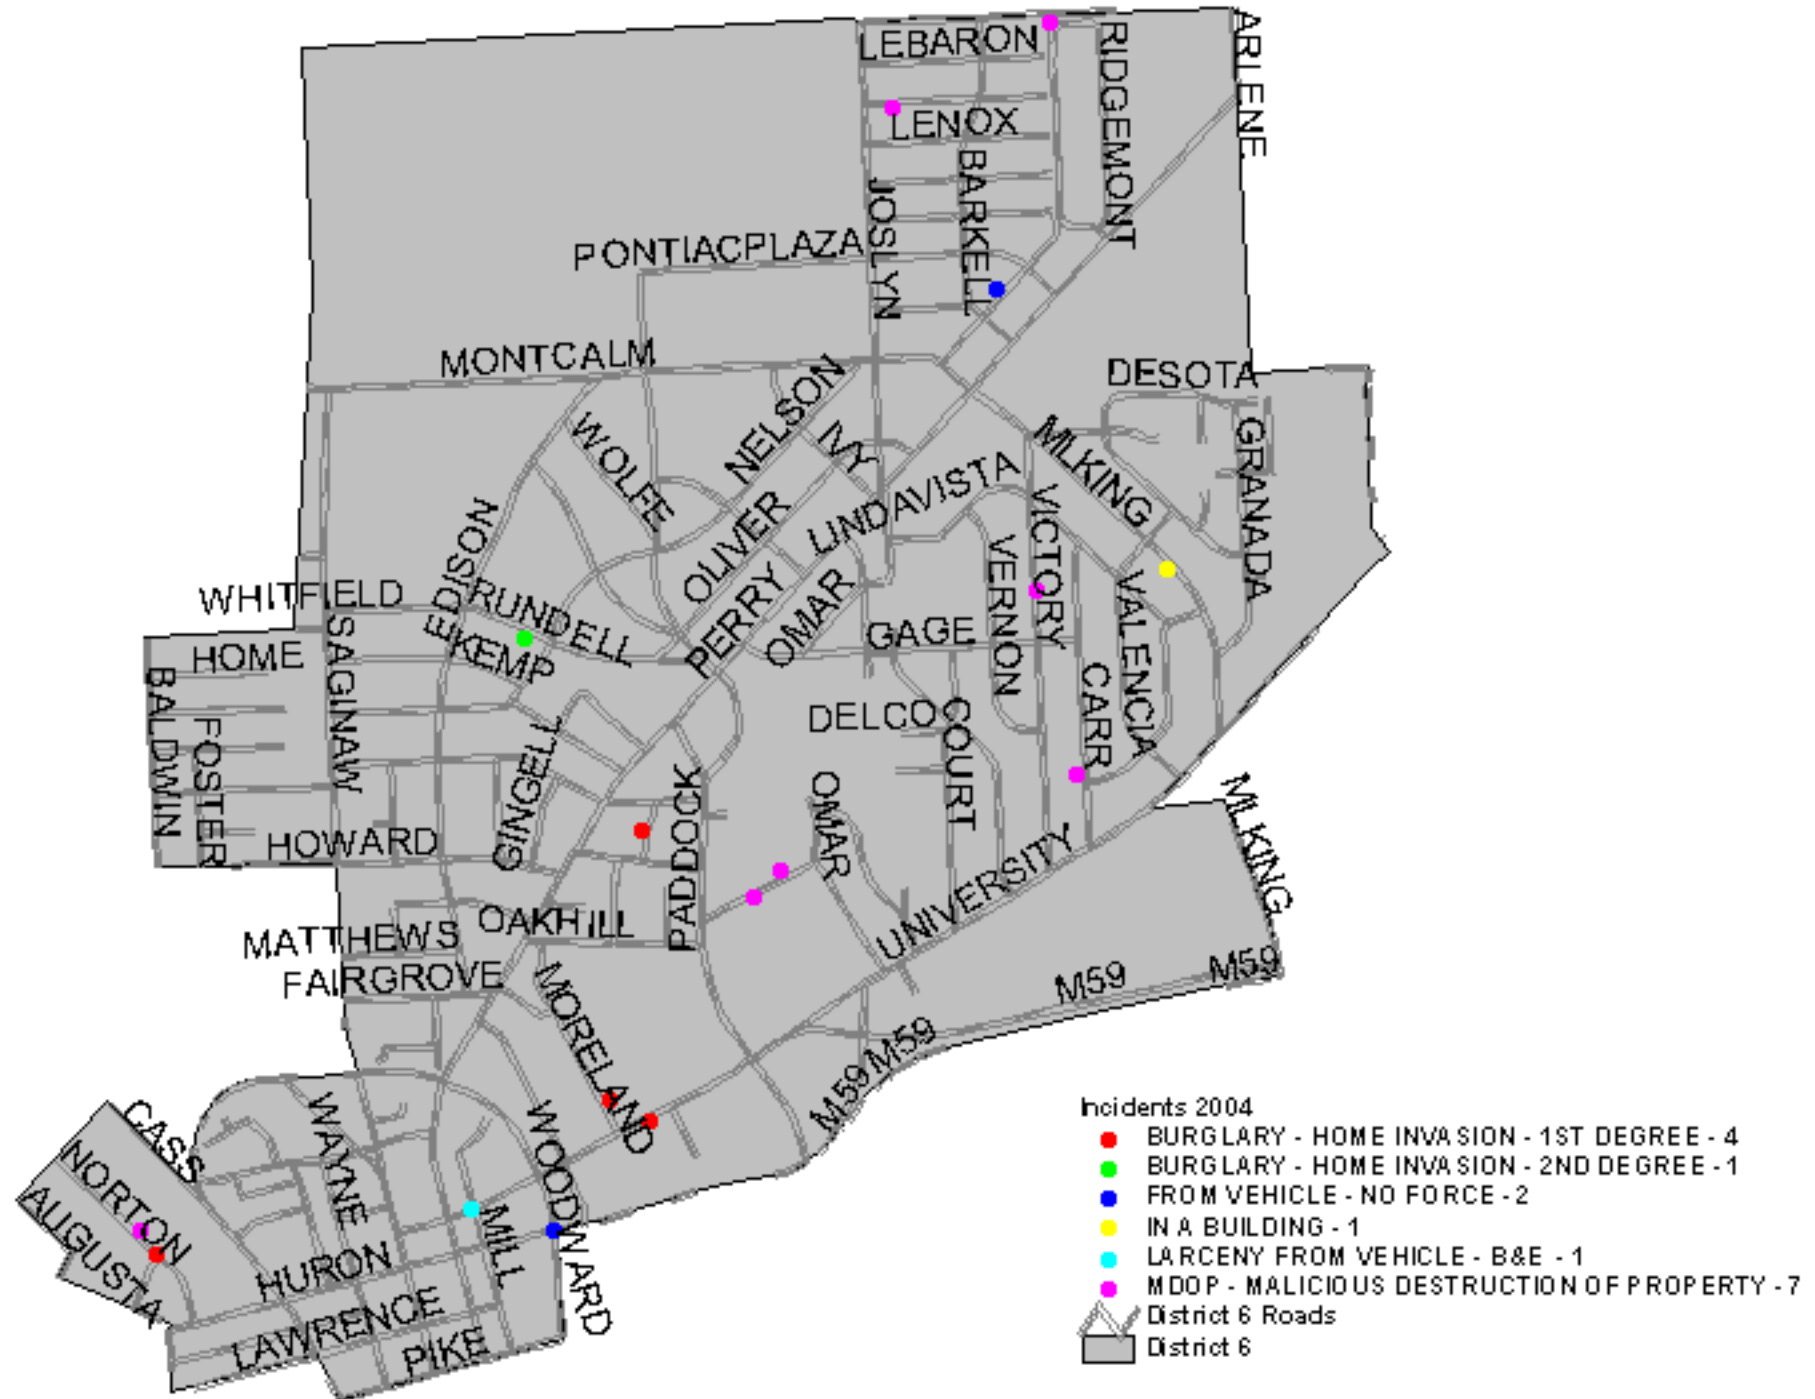 LEBARON
RIDGEMONT
ARLENE
LENOX
BARKELL
JOSLYN
PONTIACPLAZA
MONTCALM
DESOTA
NELSON
WOLFE
IVY
MLKING
GRANADA
LINDAVISTA
VICTORY
OLIVER
EDISON
VERNON
WHITFIELD
RUNDELL
PERRY
OMAR
VALENCIA
GAGE
SAGINAW
KEMP
HOME
BALDWIN
FOSTER
CARR
DELCO
COURT
GINGELL
PADDOCK
OMAR
MLKING
HOWARD
UNIVERSITY
OAKHILL
MATTHEWS
FAIRGROVE
MORELAND
M59
M59
M59
M59
CASS
WAYNE
WOODWARD
NORTON
AUGUSTA
MILL
HURON
LAWRENCE
PIKE
Incidents 2004
BURGLARY - HOME INVASION - 1ST DEGREE - 4
BURGLARY - HOME INVASION - 2ND DEGREE - 1
FROM VEHICLE - NO FORCE - 2
IN A BUILDING - 1
LARCENY FROM VEHICLE - B&E - 1
MDOP - MALICIOUS DESTRUCTION OF PROPERTY - 7
District 6 Roads
District 6